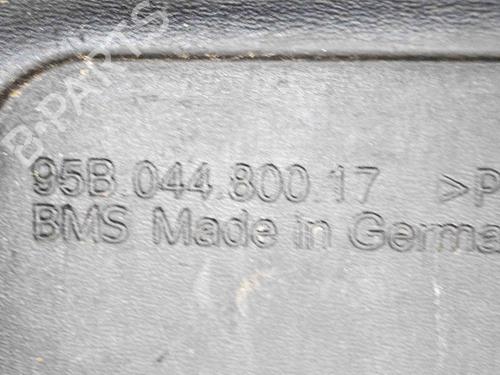 B-PARTS
95B.044.800.17 >P
BMS Made in Germa